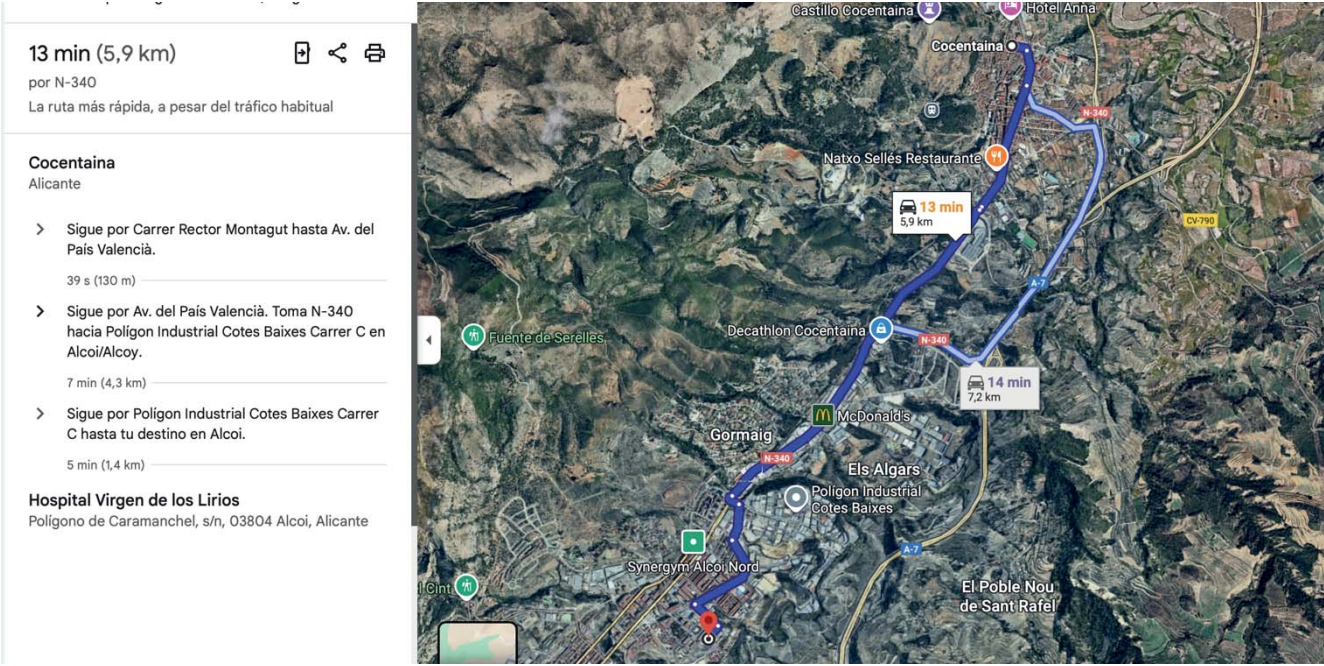 13 min (5,9 km)
por N-340
La ruta más rápida, a pesar del tráfico habitual
Cocentaina
Alicante
Sigue por Carrer Rector Montagut hasta Av. del
País Valencià.
39 s (130 m)
Sigue por Av. del País Valencià. Toma N-340
hacia Polígon Industrial Cotes Baixes Carrer C en
Alcoi/Alcoy.
7 min (4,3 km)
Sigue por Polígon Industrial Cotes Baixes Carrer
C hasta tu destino en Alcoi.
5 min (1,4 km)
Hospital Virgen de los Lirios
Polígono de Caramanchel, s/n, 03804 Alcoi, Alicante
Castillo Cocentaina
Hotel Anna
Cocentaina
N-340
Natxo Sellés Restaurante
13 min
5,9 km
CV-790
A-7
Decathlon Cocentaina
Fuente de Serelles
N-340
14 min
7,2 km
McDonald's
Gormaig
N-340
Els Algars
Polígon Industrial
Cotes Baixes
A-7
Synergym Alcoi Nord
l Cint
El Poble Nou
de Sant Rafel